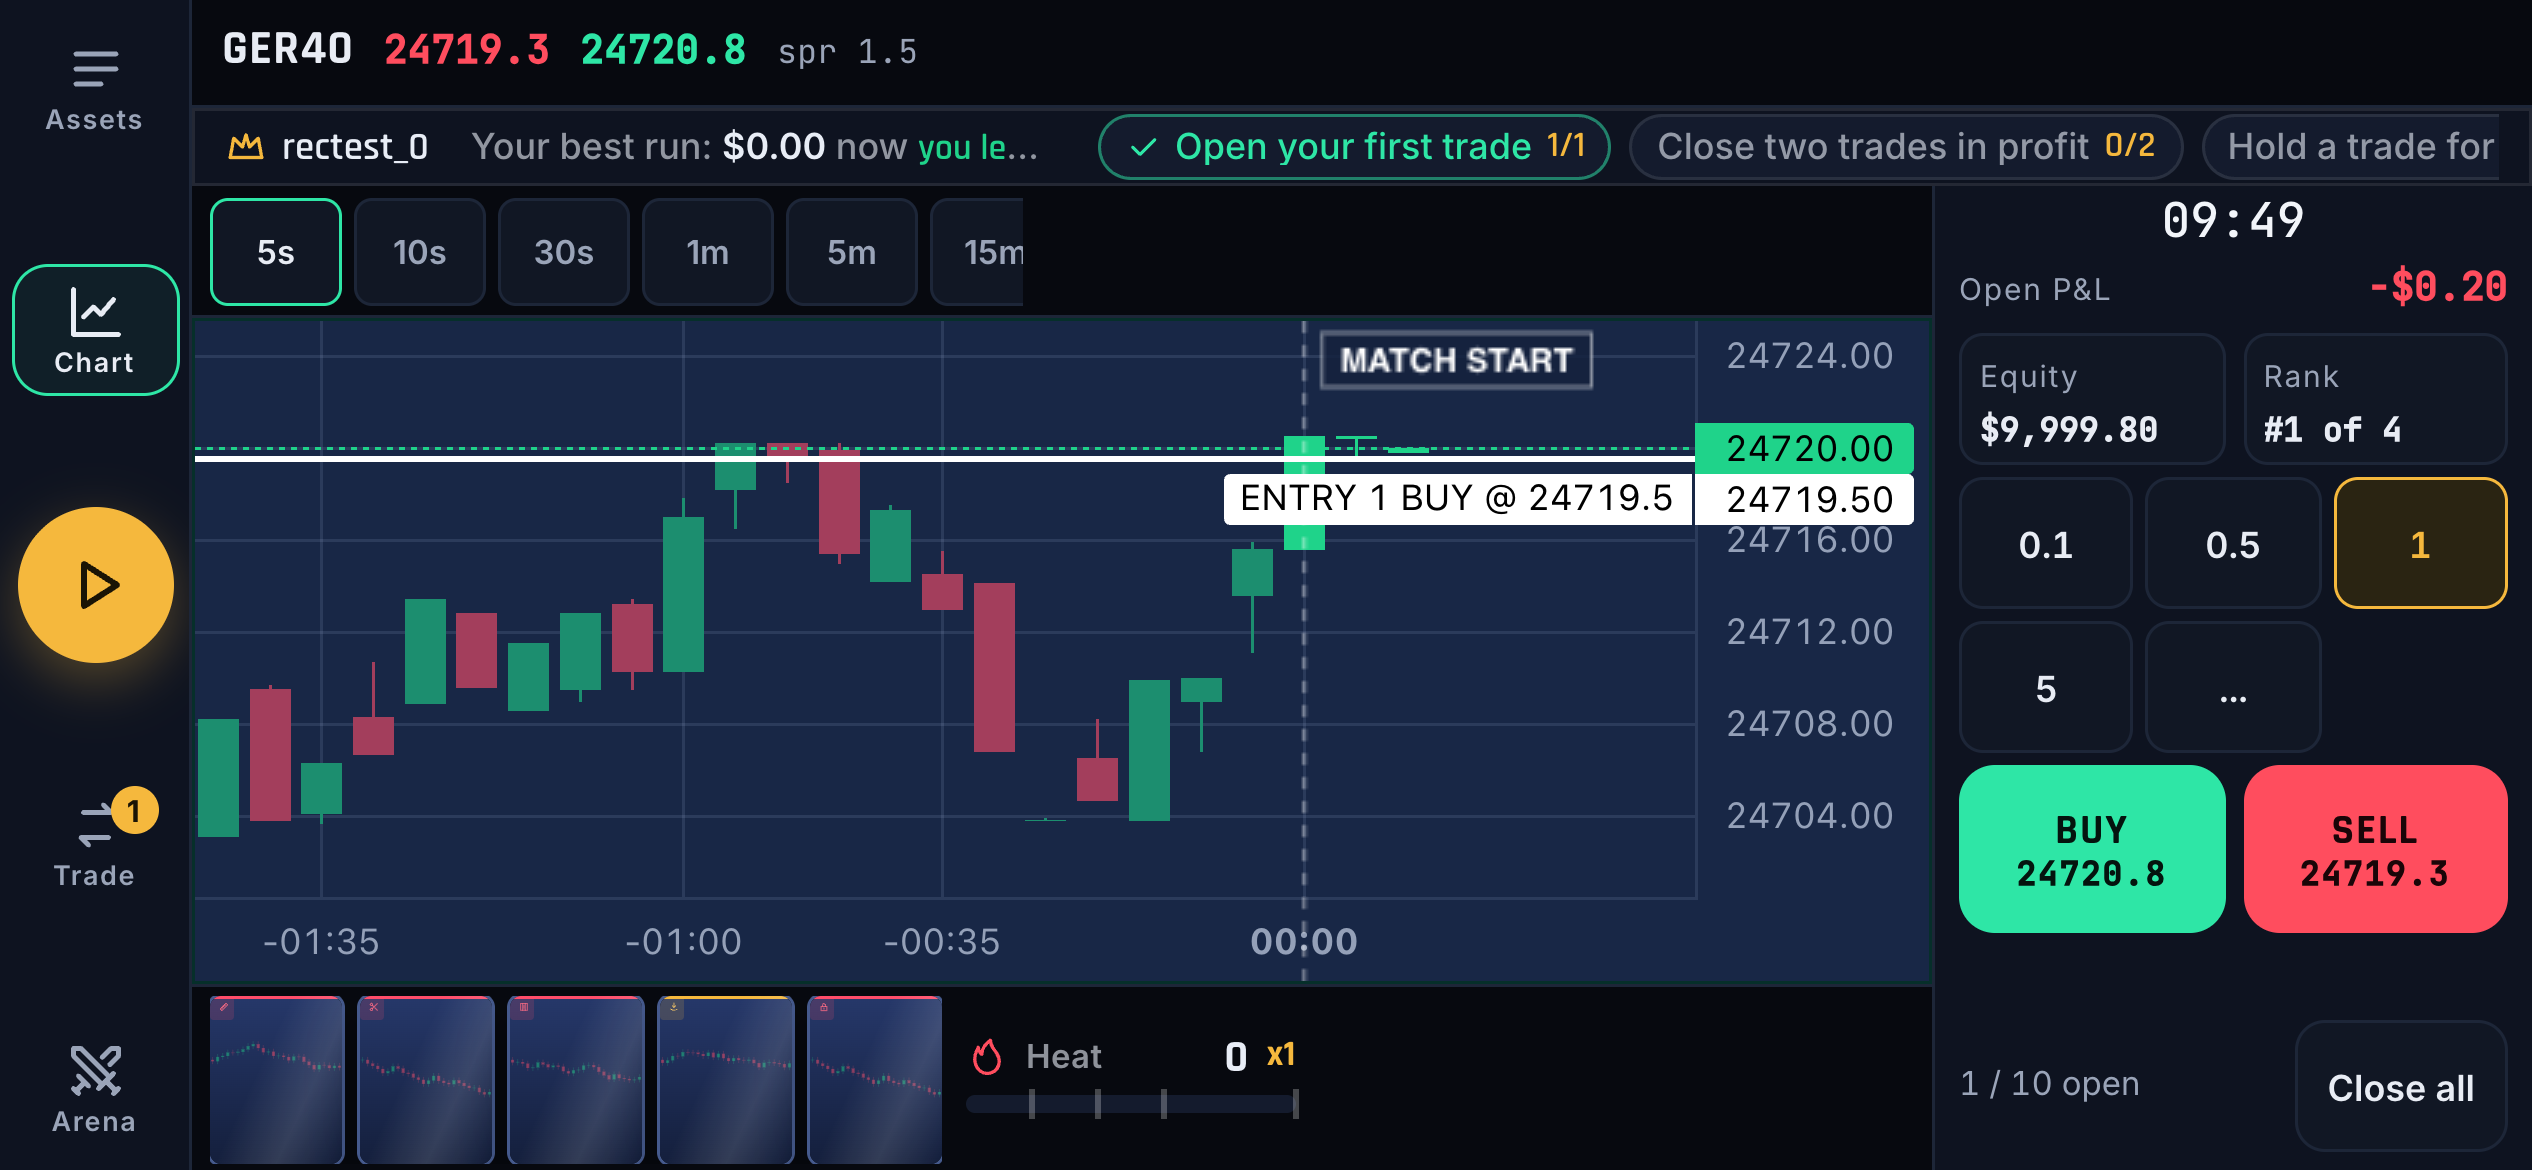 GER40 24719.3 24720.8 spr 1.5
Assets
rectest_0 Your best run: $0.00 now you le... Open your first trade 1/1 Close two trades in profit 0/2 Hold a trade for
5s 10s 30s 1m 5m 15m
09:49
Open P&L -$0.20
Chart
MATCH START
24724.00
Equity
$9,999.80
Rank
#1 of 4
24720.00
ENTRY 1 BUY @ 24719.5 24719.50
24716.00
24712.00
24708.00
24704.00
0.1 0.5 1
5 ...
1
Trade
BUY
24720.8
SELL
24719.3
-01:35 -01:00 -00:35 00:00
Heat 0 x1
Arena
1 / 10 open
Close all